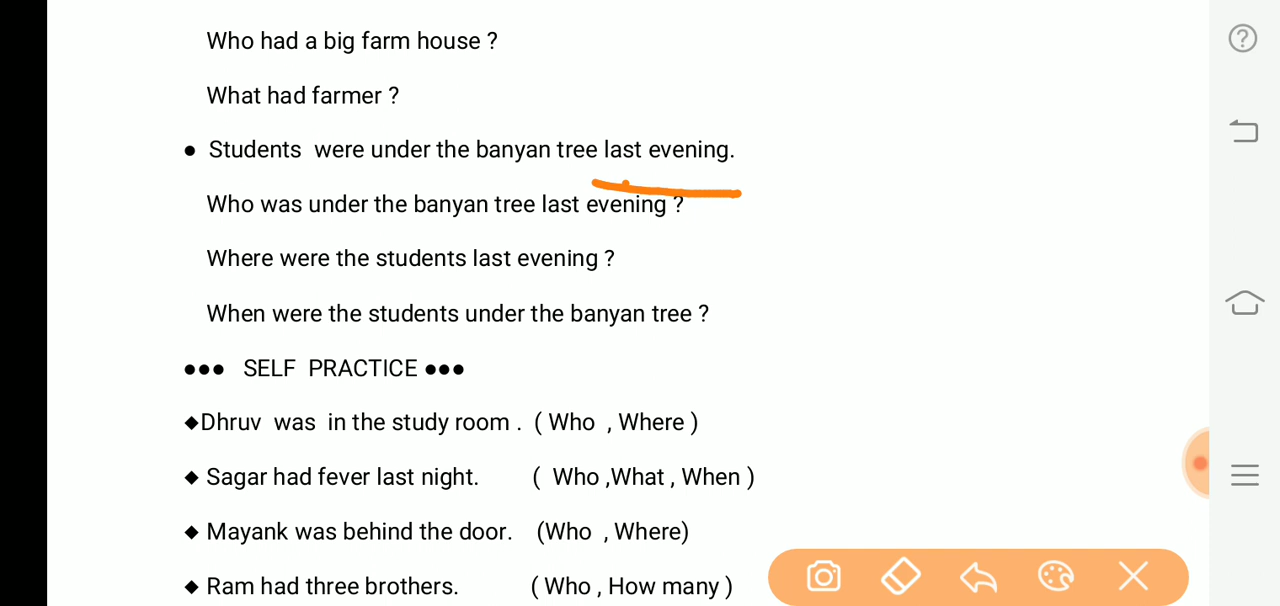 Who had a big farm house ?
What had farmer ?
● Students were under the banyan tree last evening.
Who was under the banyan tree last evening ?
Where were the students last evening ?
When were the students under the banyan tree ?
●●● SELF PRACTICE ●●●
◆Dhruv was in the study room . ( Who , Where )
◆ Sagar had fever last night. ( Who ,What , When )
◆ Mayank was behind the door. (Who , Where)
◆ Ram had three brothers. ( Who , How many )